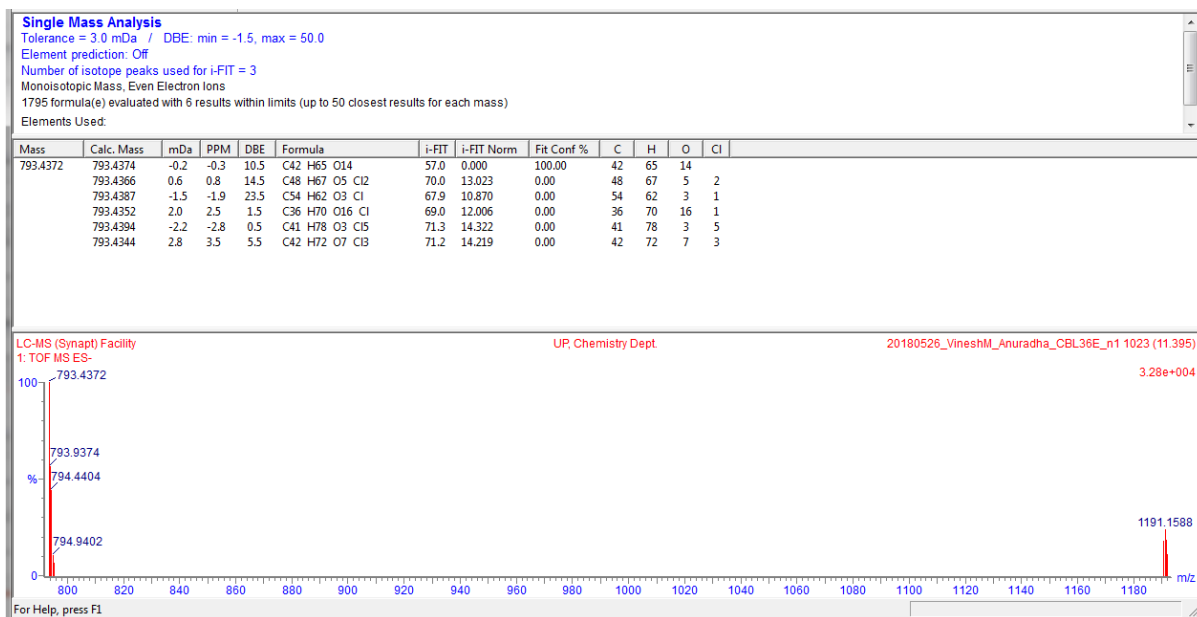 Single Mass Analysis
Tolerance = 3.0 mDa / DBE: min = -1.5, max = 50.0
Element prediction: Off
Number of isotope peaks used for i-FIT = 3
Monoisotopic Mass, Even Electron Ions
1795 formula(e) evaluated with 6 results within limits (up to 50 closest results for each mass)
Elements Used:
Mass Calc. Mass mDa PPM DBE Formula i-FIT i-FIT Norm Fit Conf % C H O Cl
793.4372 793.4374 -0.2 -0.3 10.5 C42 H65 O14 57.0 0.000 100.00 42 65 14
793.4366 0.6 0.8 14.5 C48 H67 O5 Cl2 70.0 13.023 0.00 48 67 5 2
793.4387 -1.5 -1.9 23.5 C54 H62 O3 Cl 67.9 10.870 0.00 54 62 3 1
793.4352 2.0 2.5 1.5 C36 H70 O16 Cl 69.0 12.006 0.00 36 70 16 1
793.4394 -2.2 -2.8 0.5 C41 H78 O3 Cl5 71.3 14.322 0.00 41 78 3 5
793.4344 2.8 3.5 5.5 C42 H72 O7 Cl3 71.2 14.219 0.00 42 72 7 3
LC-MS (Synapt) Facility UP, Chemistry Dept. 20180526_VineshM_Anuradha_CBL36E_n1 1023 (11.395)
1: TOF MS ES-
3.28e+004
100
793.4372
793.9374
%
794.4404
1191.1588
794.9402
0
m/z
800 820 840 860 880 900 920 940 960 980 1000 1020 1040 1060 1080 1100 1120 1140 1160 1180
For Help, press F1